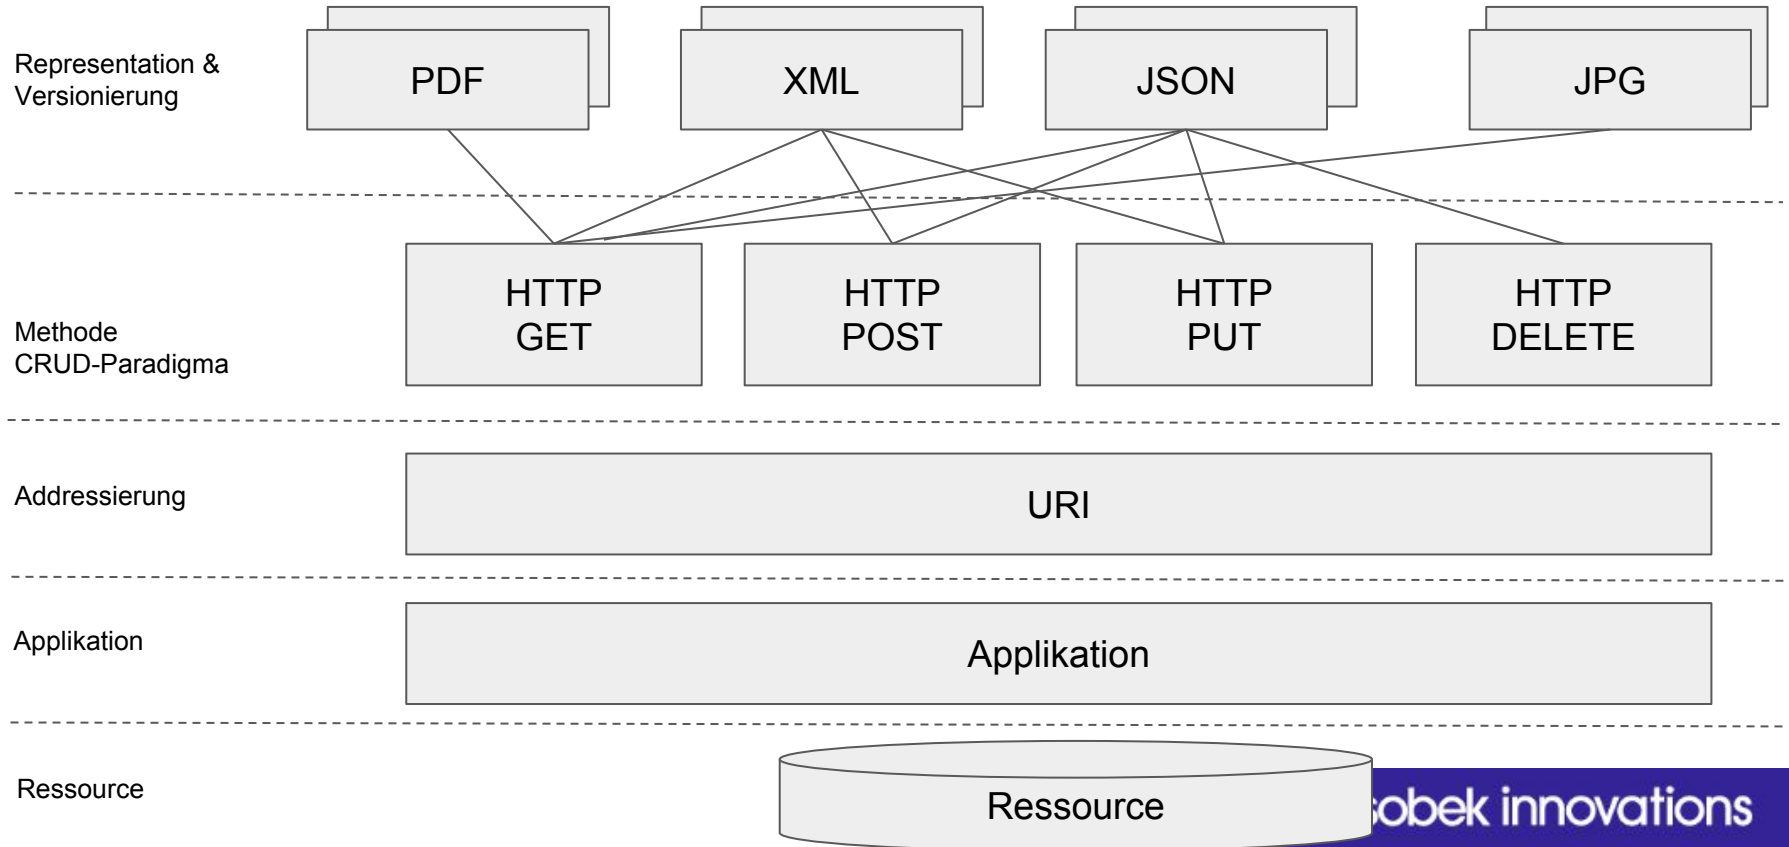 Representation &
Versionierung
PDF
XML
JSON
JPG
Methode
CRUD-Paradigma
HTTP
GET
HTTP
POST
HTTP
PUT
HTTP
DELETE
Addressierung
URI
Applikation
Applikation
Ressource
Ressource
sobek innovations